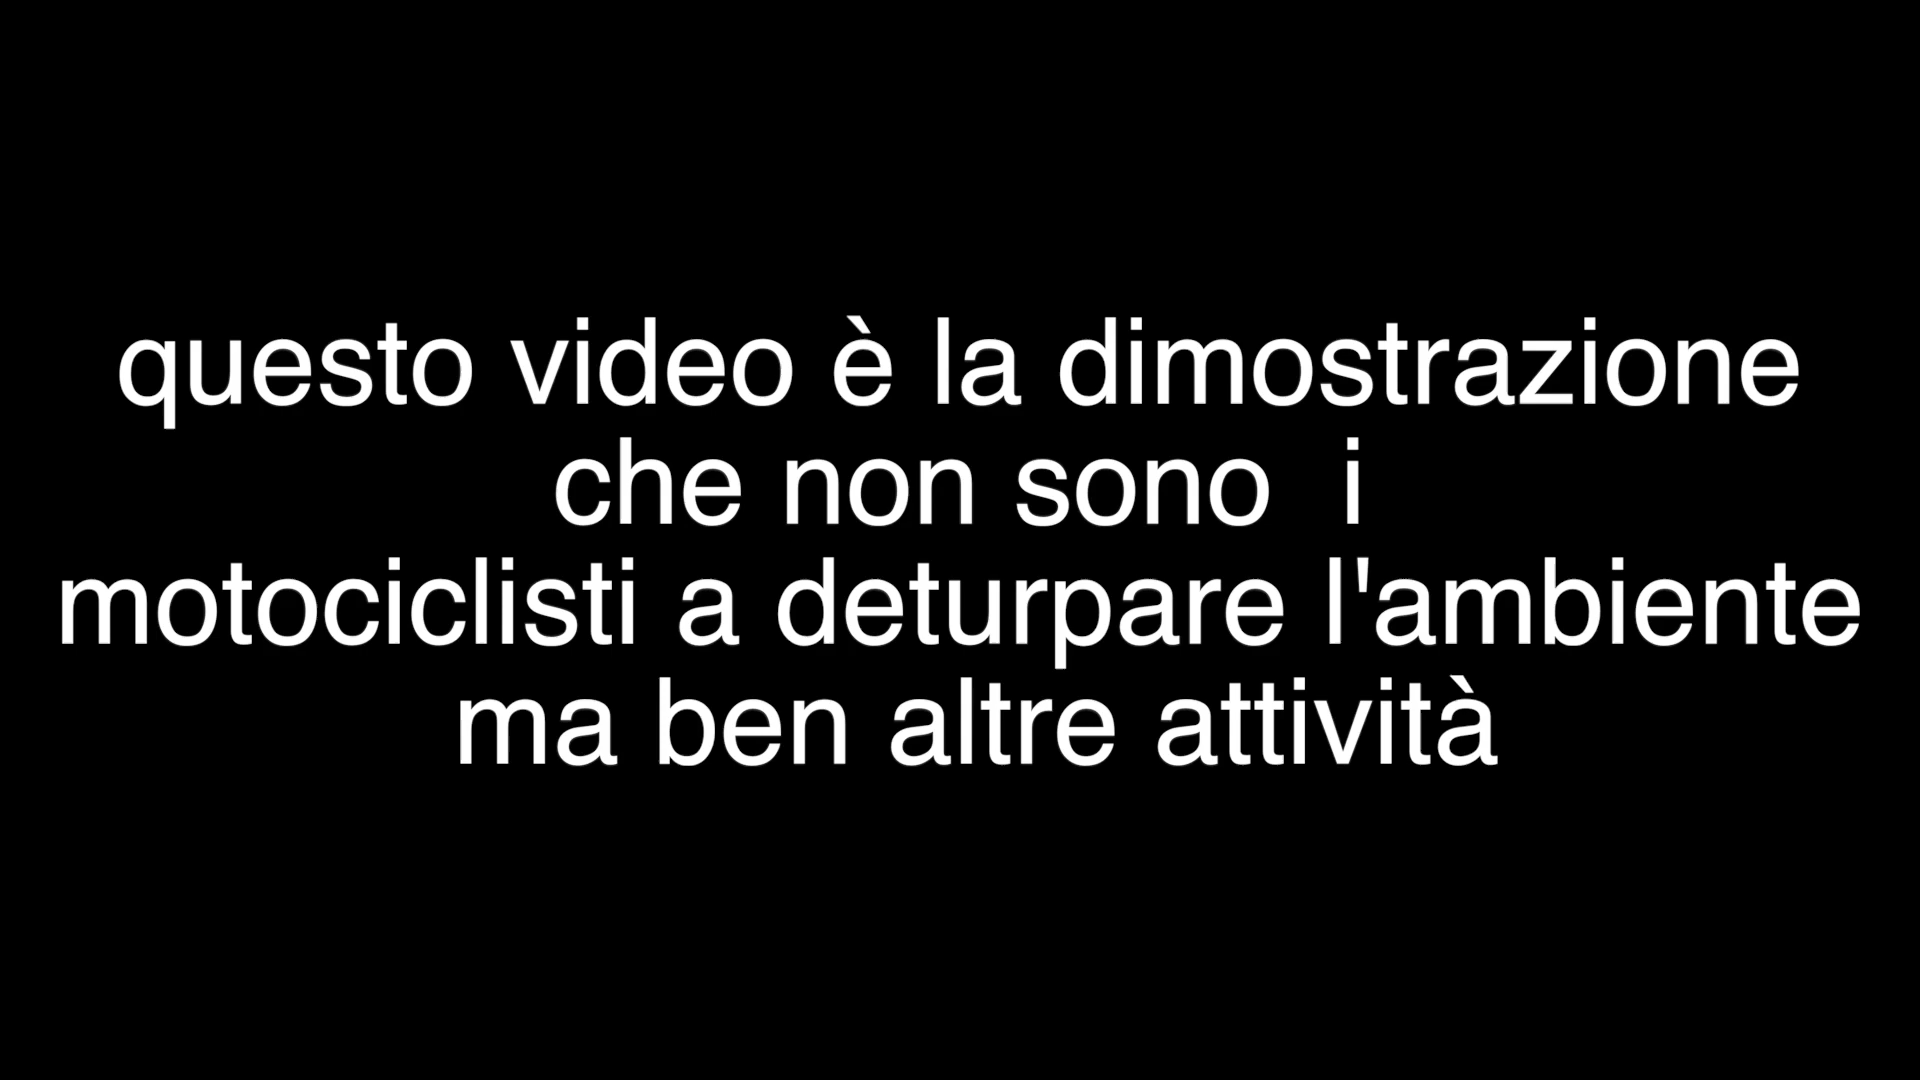 questo video è la dimostrazione
che non sono  i
motociclisti a deturpare l'ambiente
ma ben altre attività